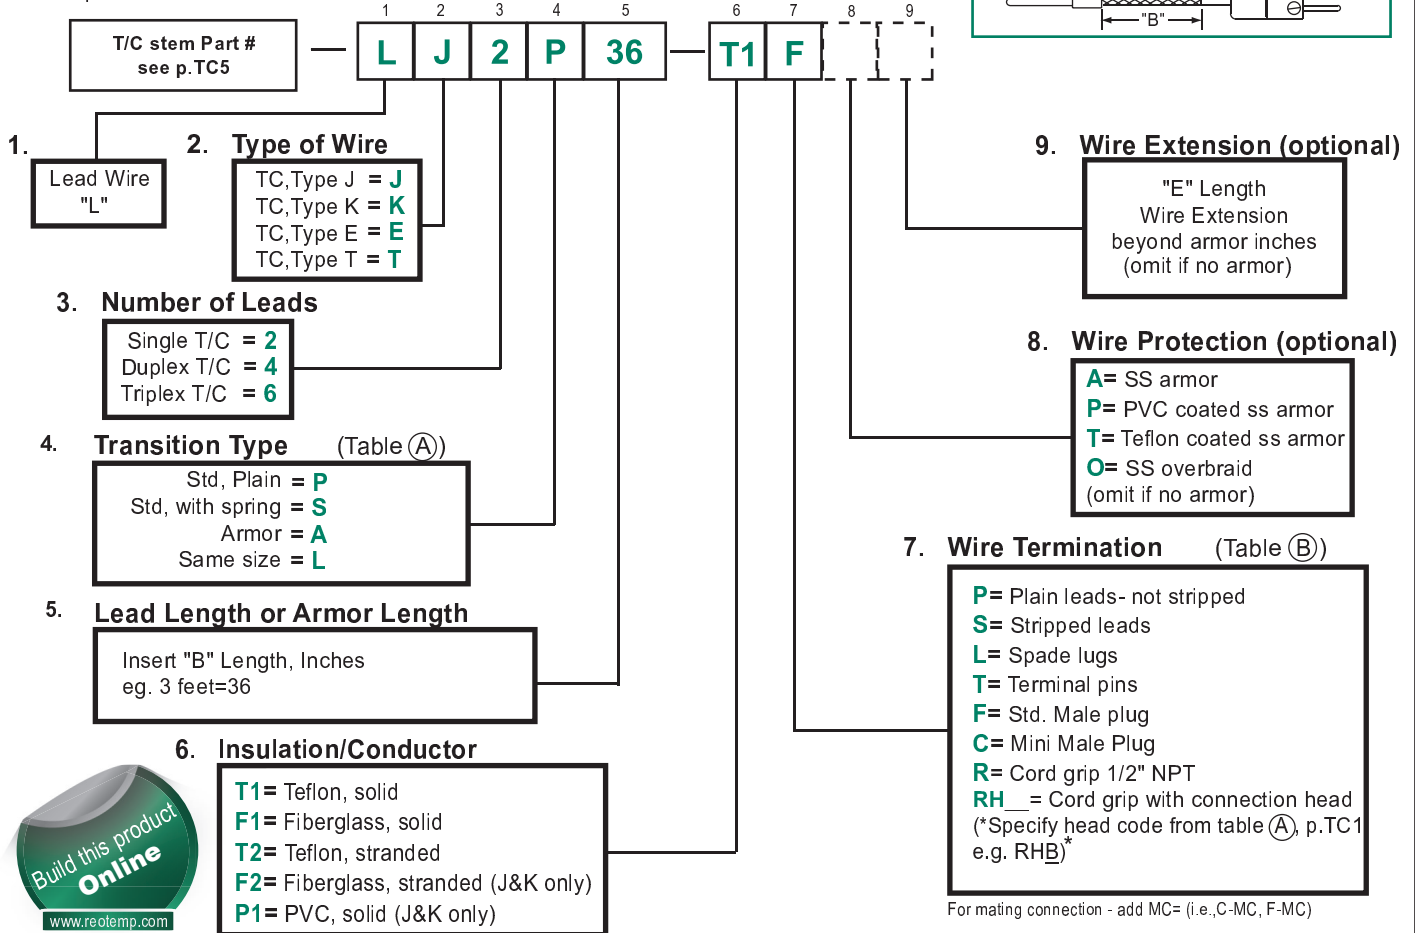 1 2 3 4 5 6 7 8 9
"B"
T/C stem Part #
see p.TC5
L J 2 P 36 T1 F
1.
Lead Wire
"L"
2. Type of Wire
TC,Type J = J
TC,Type K = K
TC,Type E = E
TC,Type T = T
3. Number of Leads
Single T/C = 2
Duplex T/C = 4
Triplex T/C = 6
4. Transition Type (Table A)
Std, Plain = P
Std, with spring = S
Armor = A
Same size = L
5. Lead Length or Armor Length
Insert "B" Length, Inches
eg. 3 feet=36
6. Insulation/Conductor
T1= Teflon, solid
F1= Fiberglass, solid
T2= Teflon, stranded
F2= Fiberglass, stranded (J&K only)
P1= PVC, solid (J&K only)
Build this product
Online
www.reotemp.com
9. Wire Extension (optional)
"E" Length
Wire Extension
beyond armor inches
(omit if no armor)
8. Wire Protection (optional)
A= SS armor
P= PVC coated ss armor
T= Teflon coated ss armor
O= SS overbraid
(omit if no armor)
7. Wire Termination (Table B)
P= Plain leads- not stripped
S= Stripped leads
L= Spade lugs
T= Terminal pins
F= Std. Male plug
C= Mini Male Plug
R= Cord grip 1/2" NPT
RH__= Cord grip with connection head
(*Specify head code from table A, p.TC1
e.g. RHB)*
For mating connection - add MC= (i.e.,C-MC, F-MC)